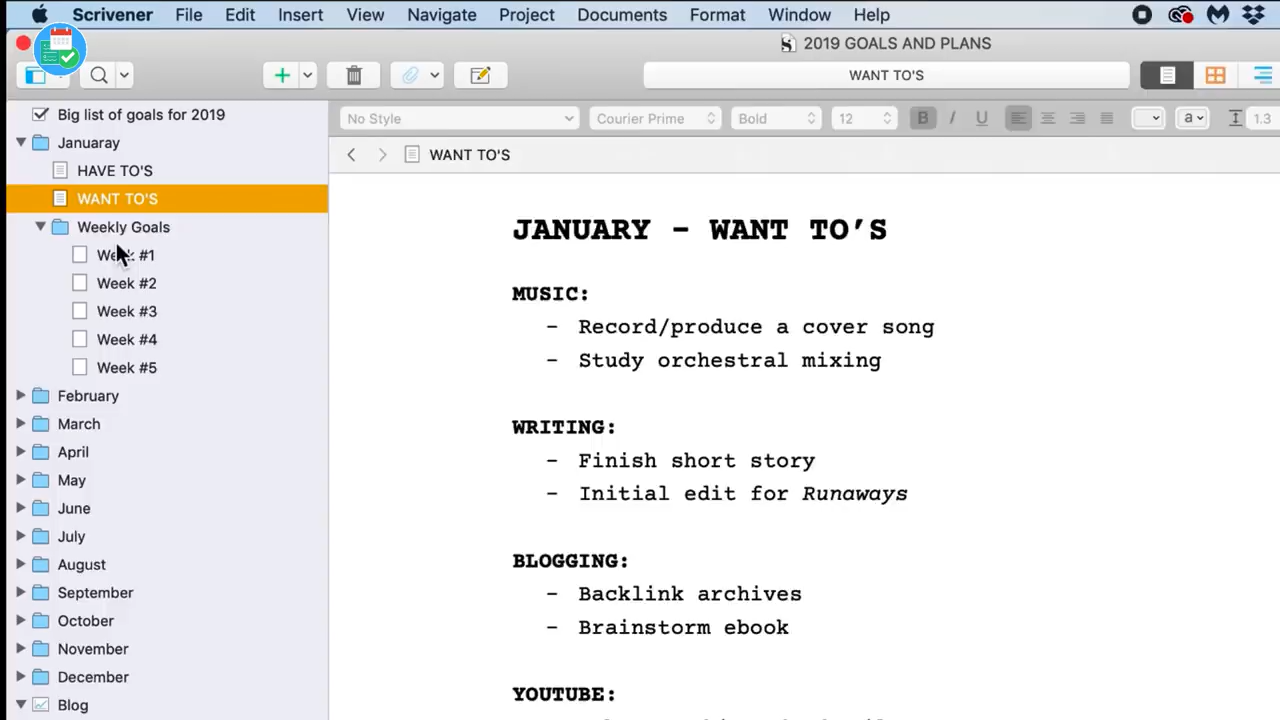 Scrivener File Edit Insert View Navigate Project Documents Format Window Help
2019 GOALS AND PLANS
WANT TO'S
Big list of goals for 2019
Januaray
HAVE TO'S
WANT TO'S
Weekly Goals
Week #1
Week #2
Week #3
Week #4
Week #5
February
March
April
May
June
July
August
September
October
November
December
Blog
No Style Courier Prime Bold 12 B I U a 1.3
WANT TO'S
JANUARY - WANT TO’S
MUSIC:
- Record/produce a cover song
- Study orchestral mixing
WRITING:
- Finish short story
- Initial edit for Runaways
BLOGGING:
- Backlink archives
- Brainstorm ebook
YOUTUBE: